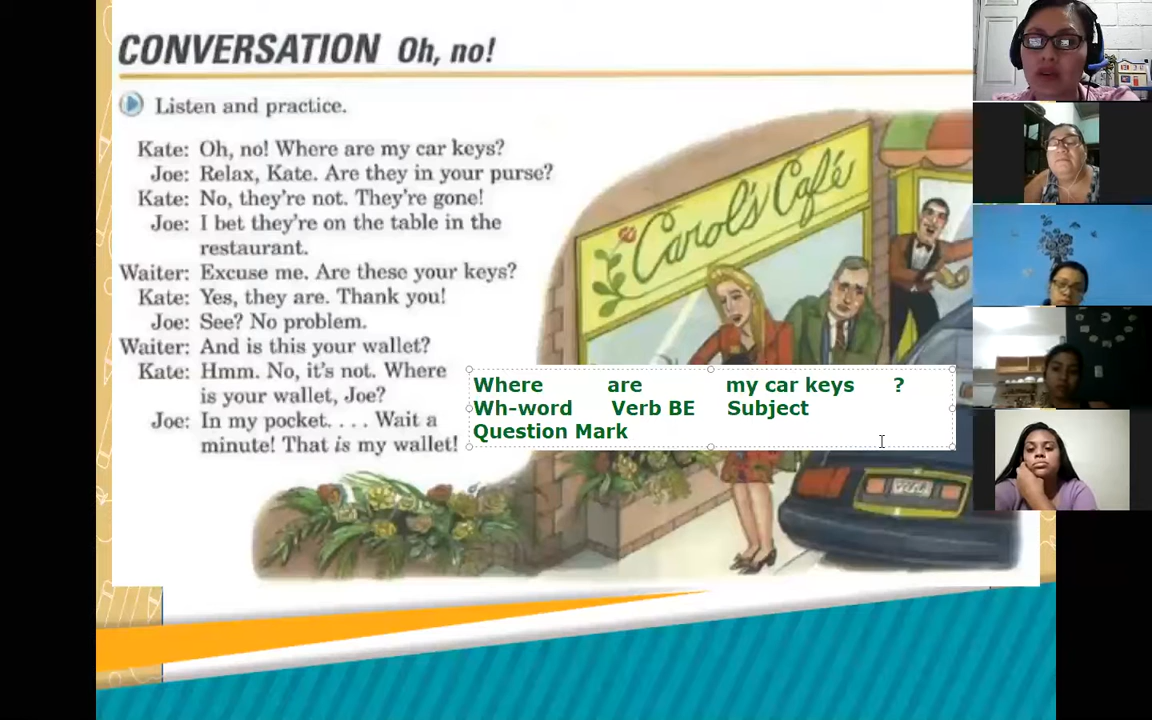 CONVERSATION Oh, no!
Listen and practice.
Kate: Oh, no! Where are my car keys?
Joe: Relax, Kate. Are they in your purse?
Kate: No, they're not. They're gone!
Joe: I bet they're on the table in the
restaurant.
Waiter: Excuse me. Are these your keys?
Kate: Yes, they are. Thank you!
Joe: See? No problem.
Waiter: And is this your wallet?
Kate: Hmm. No, it's not. Where
is your wallet, Joe?
Joe: In my pocket. . . . Wait a
minute! That is my wallet!
Carol's Café
Where are my car keys ?
Wh-word Verb BE Subject
Question Mark